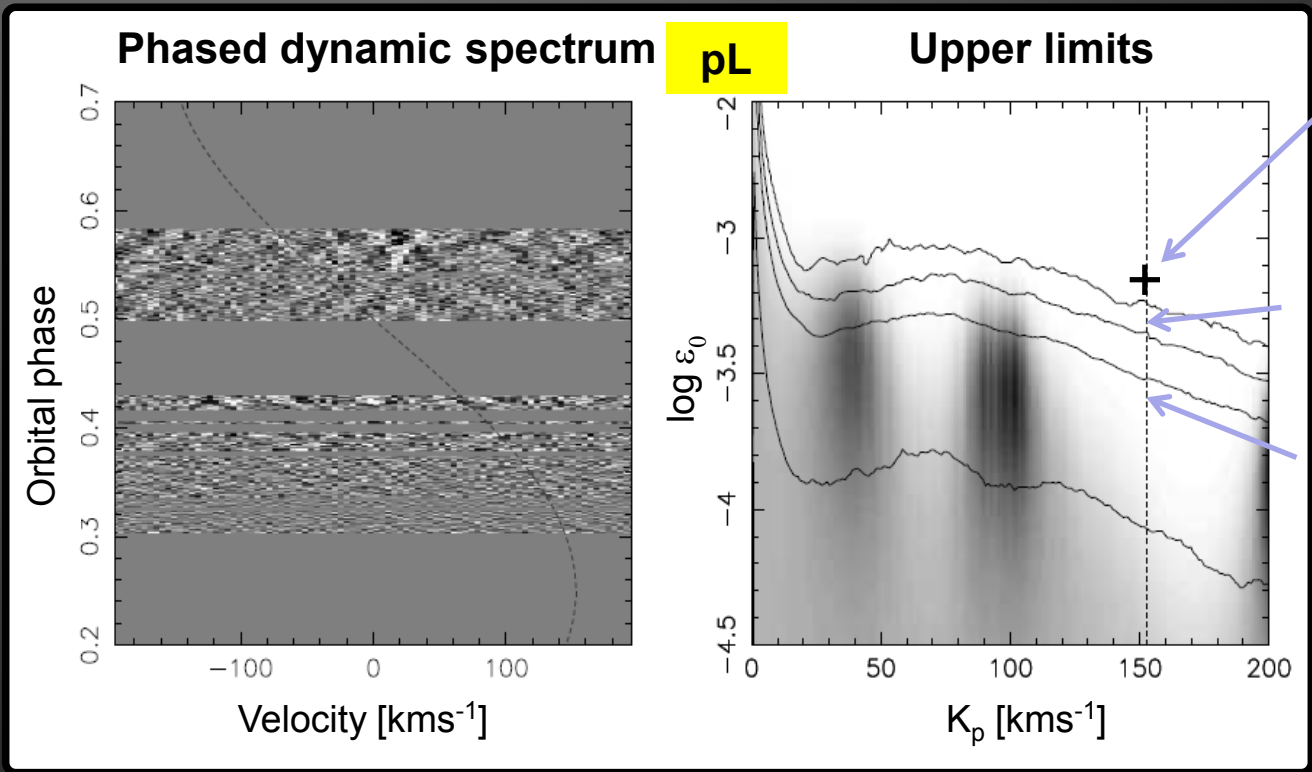 Phased dynamic spectrum
pL
Upper limits
Orbital phase
0.7
0.6
0.5
0.4
0.3
0.2
−100 0 100
Velocity [kms⁻¹]
log ε₀
−2
−3
−3.5
−4
−4.5
0 50 100 150 200
Kₚ [kms⁻¹]